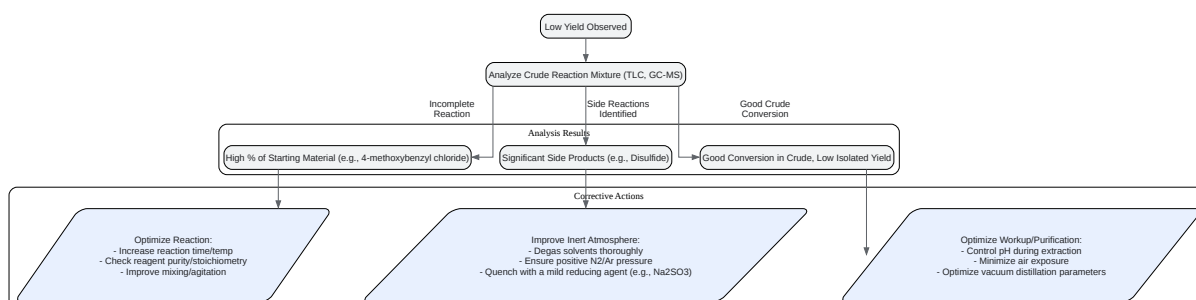 Low Yield Observed
Analyze Crude Reaction Mixture (TLC, GC-MS)
Incomplete
Reaction
Side Reactions
Identified
Good Crude
Conversion
Analysis Results
High % of Starting Material (e.g., 4-methoxybenzyl chloride)
Significant Side Products (e.g., Disulfide)
Good Conversion in Crude, Low Isolated Yield
Corrective Actions
Optimize Reaction:
- Increase reaction time/temp
- Check reagent purity/stoichiometry
- Improve mixing/agitation
Improve Inert Atmosphere:
- Degas solvents thoroughly
- Ensure positive N2/Ar pressure
- Quench with a mild reducing agent (e.g., Na2SO3)
Optimize Workup/Purification:
- Control pH during extraction
- Minimize air exposure
- Optimize vacuum distillation parameters